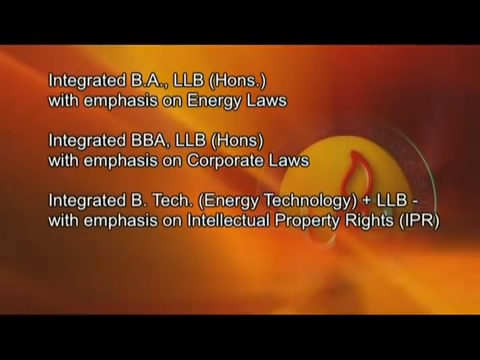 Integrated B.A., LLB (Hons.)
with emphasis on Energy Laws
Integrated BBA, LLB (Hons)
with emphasis on Corporate Laws
Integrated B. Tech. (Energy Technology) + LLB -
with emphasis on Intellectual Property Rights (IPR)